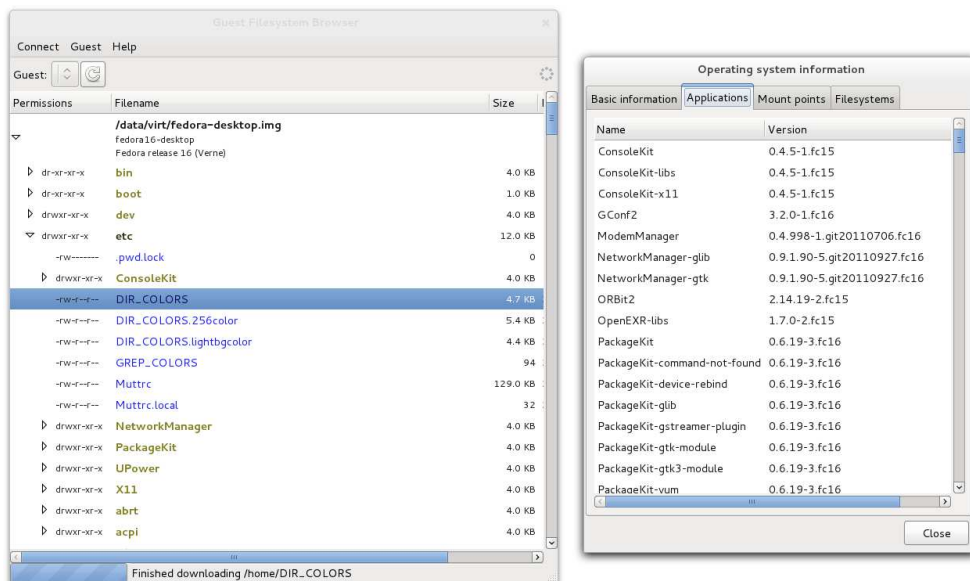 Guest Filesystem Browser
Connect Guest Help
Guest:
Permissions Filename Size
/data/virt/fedora-desktop.img
fedora16-desktop
Fedora release 16 (Verne)
dr-xr-xr-x bin 4.0 KB
dr-xr-xr-x boot 1.0 KB
drwxr-xr-x dev 4.0 KB
drwxr-xr-x etc 12.0 KB
-rw------- .pwd.lock 0
drwxr-xr-x ConsoleKit 4.0 KB
-rw-r--r-- DIR_COLORS 4.7 KB
-rw-r--r-- DIR_COLORS.256color 5.4 KB
-rw-r--r-- DIR_COLORS.lightbgcolor 4.4 KB
-rw-r--r-- GREP_COLORS 94
-rw-r--r-- Muttrc 129.0 KB
-rw-r--r-- Muttrc.local 32
drwxr-xr-x NetworkManager 4.0 KB
drwxr-xr-x PackageKit 4.0 KB
drwxr-xr-x UPower 4.0 KB
drwxr-xr-x X11 4.0 KB
drwxr-xr-x abrt 4.0 KB
drwxr-xr-x acpi 4.0 KB
Finished downloading /home/DIR_COLORS
Operating system information
Basic information Applications Mount points Filesystems
Name Version
ConsoleKit 0.4.5-1.fc15
ConsoleKit-libs 0.4.5-1.fc15
ConsoleKit-x11 0.4.5-1.fc15
GConf2 3.2.0-1.fc16
ModemManager 0.4.998-1.git20110706.fc16
NetworkManager-glib 0.9.1.90-5.git20110927.fc16
NetworkManager-gtk 0.9.1.90-5.git20110927.fc16
ORBit2 2.14.19-2.fc15
OpenEXR-libs 1.7.0-2.fc15
PackageKit 0.6.19-3.fc16
PackageKit-command-not-found 0.6.19-3.fc16
PackageKit-device-rebind 0.6.19-3.fc16
PackageKit-glib 0.6.19-3.fc16
PackageKit-gstreamer-plugin 0.6.19-3.fc16
PackageKit-gtk-module 0.6.19-3.fc16
PackageKit-gtk3-module 0.6.19-3.fc16
PackageKit-yum 0.6.19-3.fc16
Close